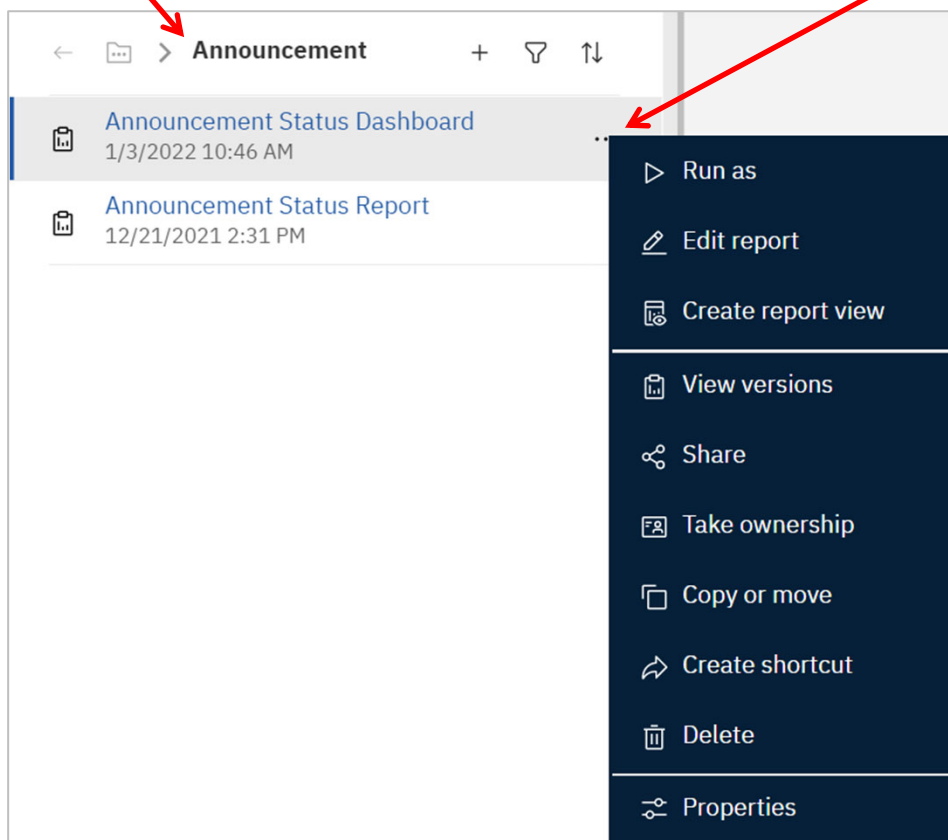 Announcement
Announcement Status Dashboard
1/3/2022 10:46 AM
Announcement Status Report
12/21/2021 2:31 PM
Run as
Edit report
Create report view
View versions
Share
Take ownership
Copy or move
Create shortcut
Delete
Properties